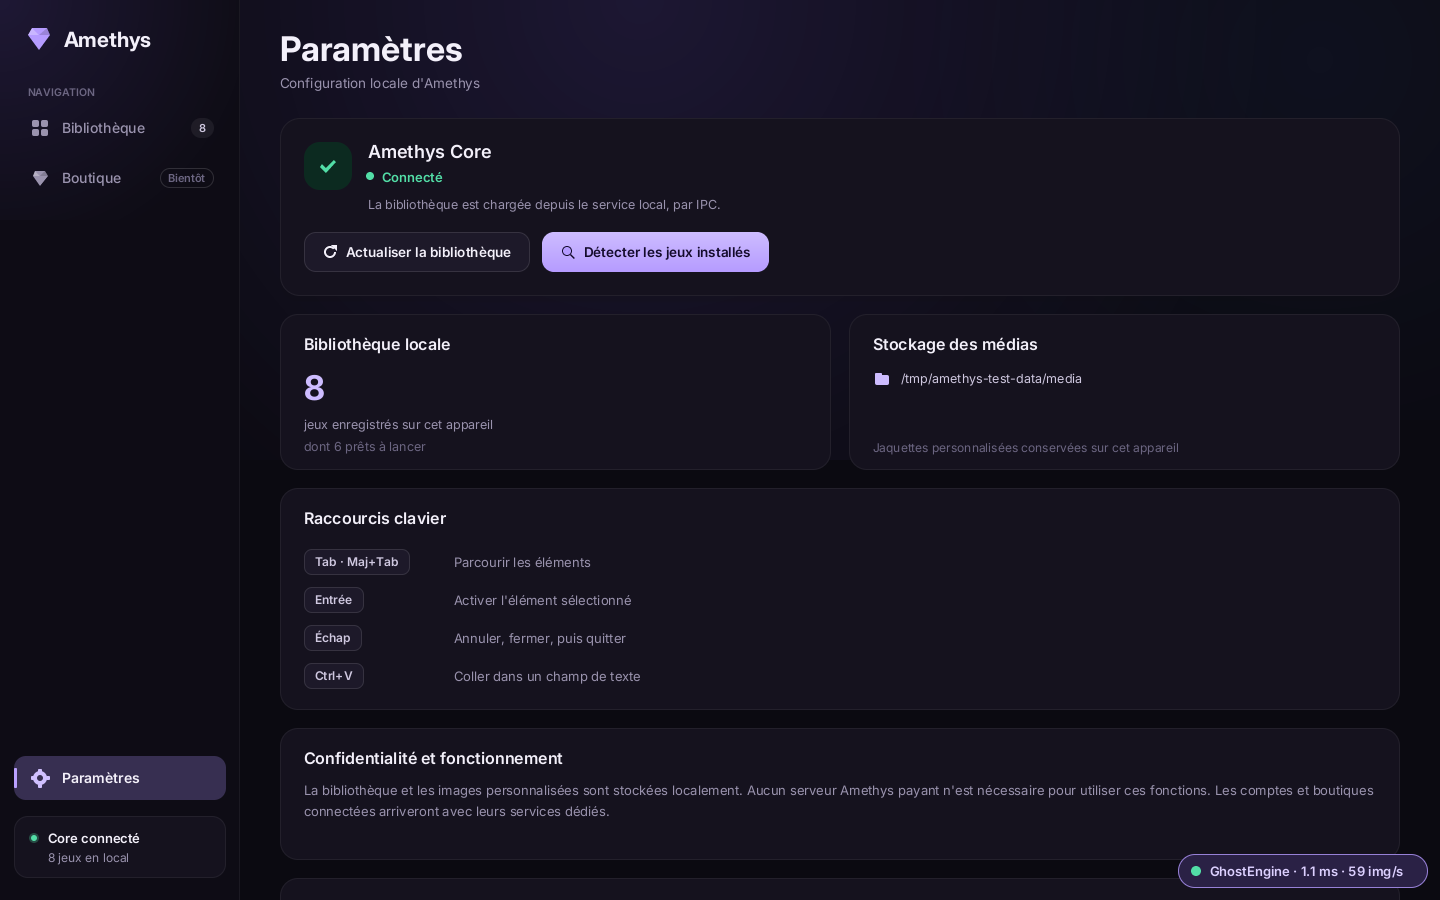 Amethys
NAVIGATION
Bibliothèque 8
Boutique Bientôt
Paramètres
Core connecté
8 jeux en local
Paramètres
Configuration locale d'Amethys
Amethys Core
Connecté
La bibliothèque est chargée depuis le service local, par IPC.
Actualiser la bibliothèque Détecter les jeux installés
Bibliothèque locale
8
jeux enregistrés sur cet appareil
dont 6 prêts à lancer
Stockage des médias
/tmp/amethys-test-data/media
Jaquettes personnalisées conservées sur cet appareil
Raccourcis clavier
Tab · Maj+Tab Parcourir les éléments
Entrée Activer l'élément sélectionné
Échap Annuler, fermer, puis quitter
Ctrl+V Coller dans un champ de texte
Confidentialité et fonctionnement
La bibliothèque et les images personnalisées sont stockées localement. Aucun serveur Amethys payant n'est nécessaire pour utiliser ces fonctions. Les comptes et boutiques
connectées arriveront avec leurs services dédiés.
GhostEngine · 1.1 ms · 59 img/s